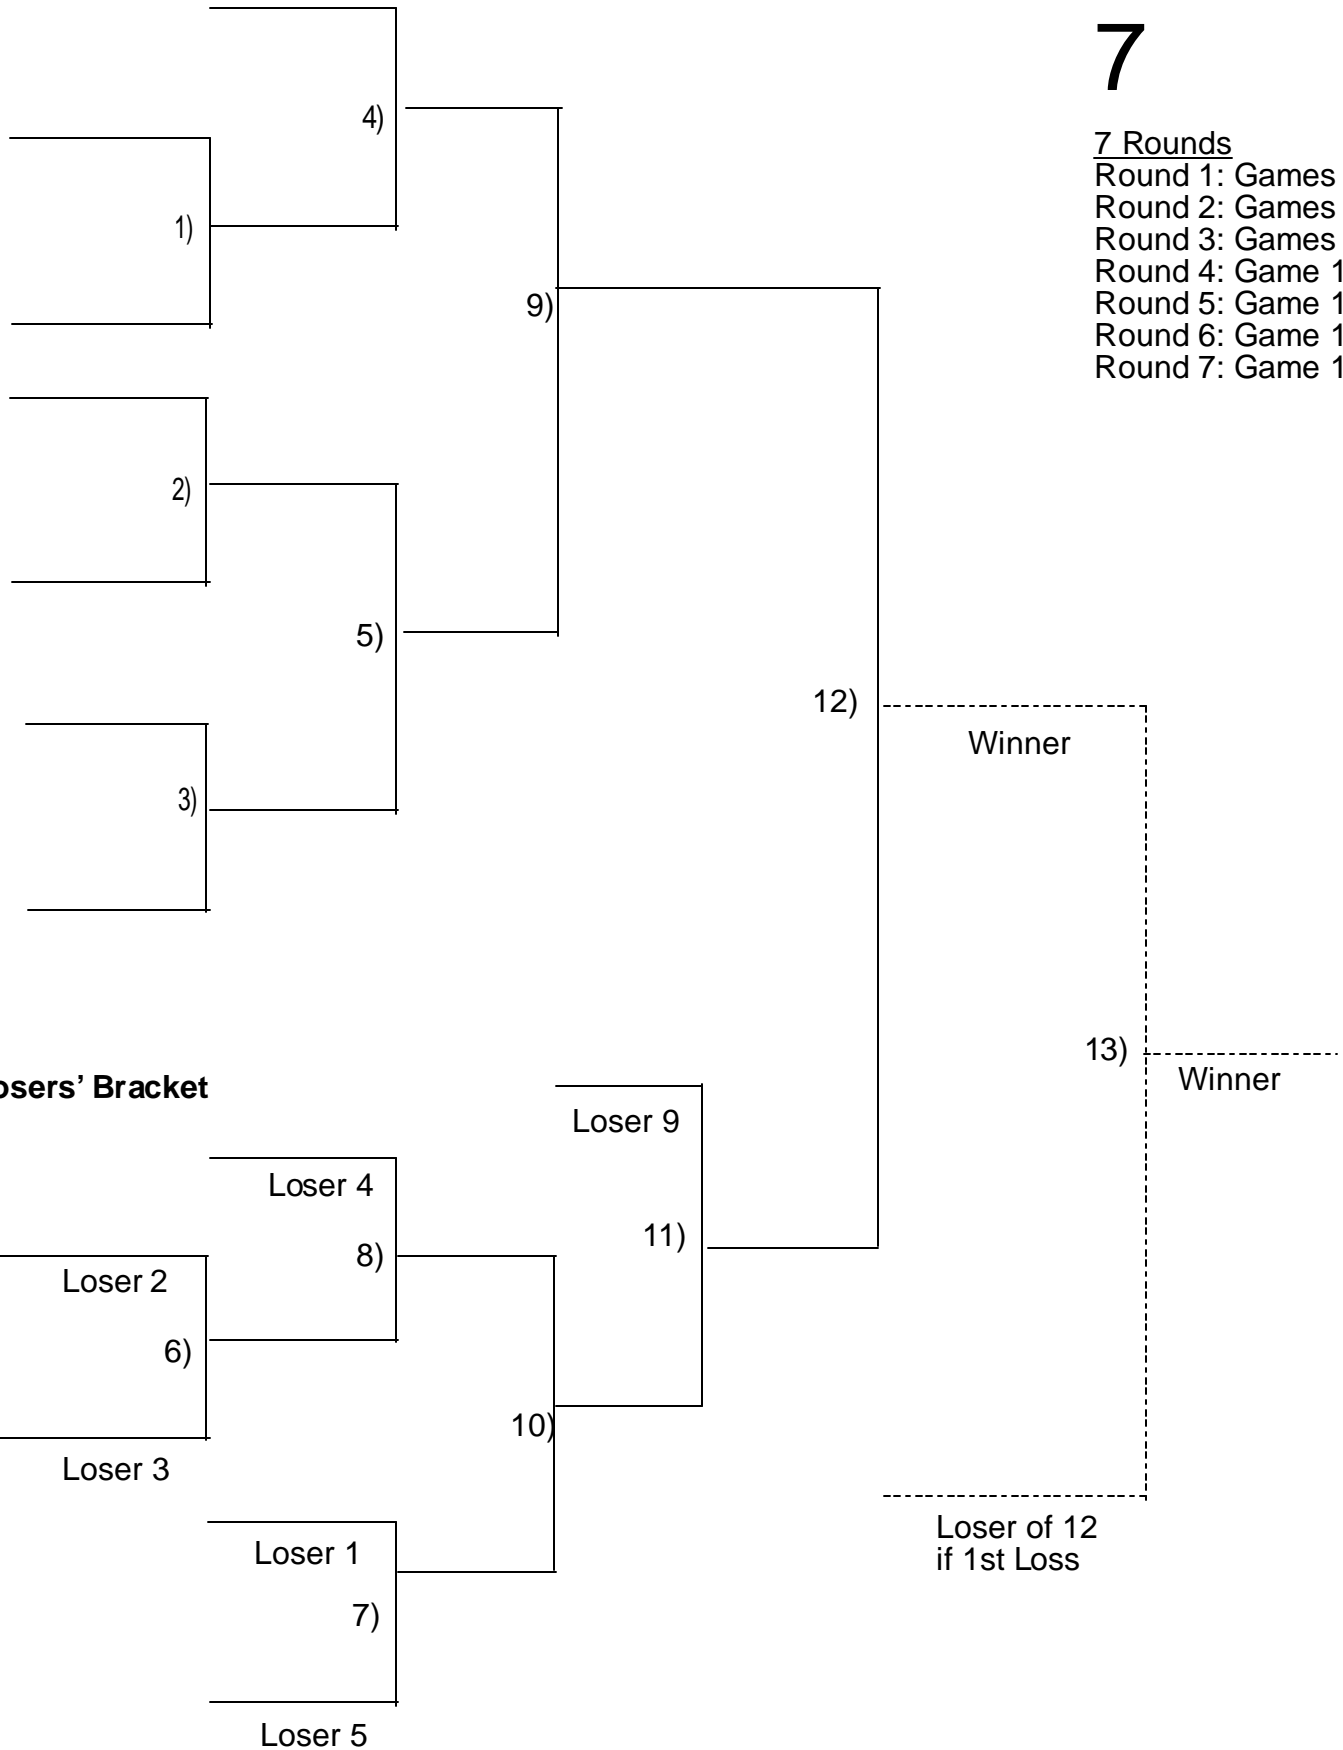 7
7 Rounds
Round 1: Games
Round 2: Games
Round 3: Games
Round 4: Game 1
Round 5: Game 1
Round 6: Game 1
Round 7: Game 1
4)
1)
9)
2)
5)
12)
Winner
3)
13)
Winner
osers’ Bracket
Loser 9
Loser 4
11)
8)
Loser 2
6)
10)
Loser 3
Loser 1
Loser of 12
if 1st Loss
7)
Loser 5